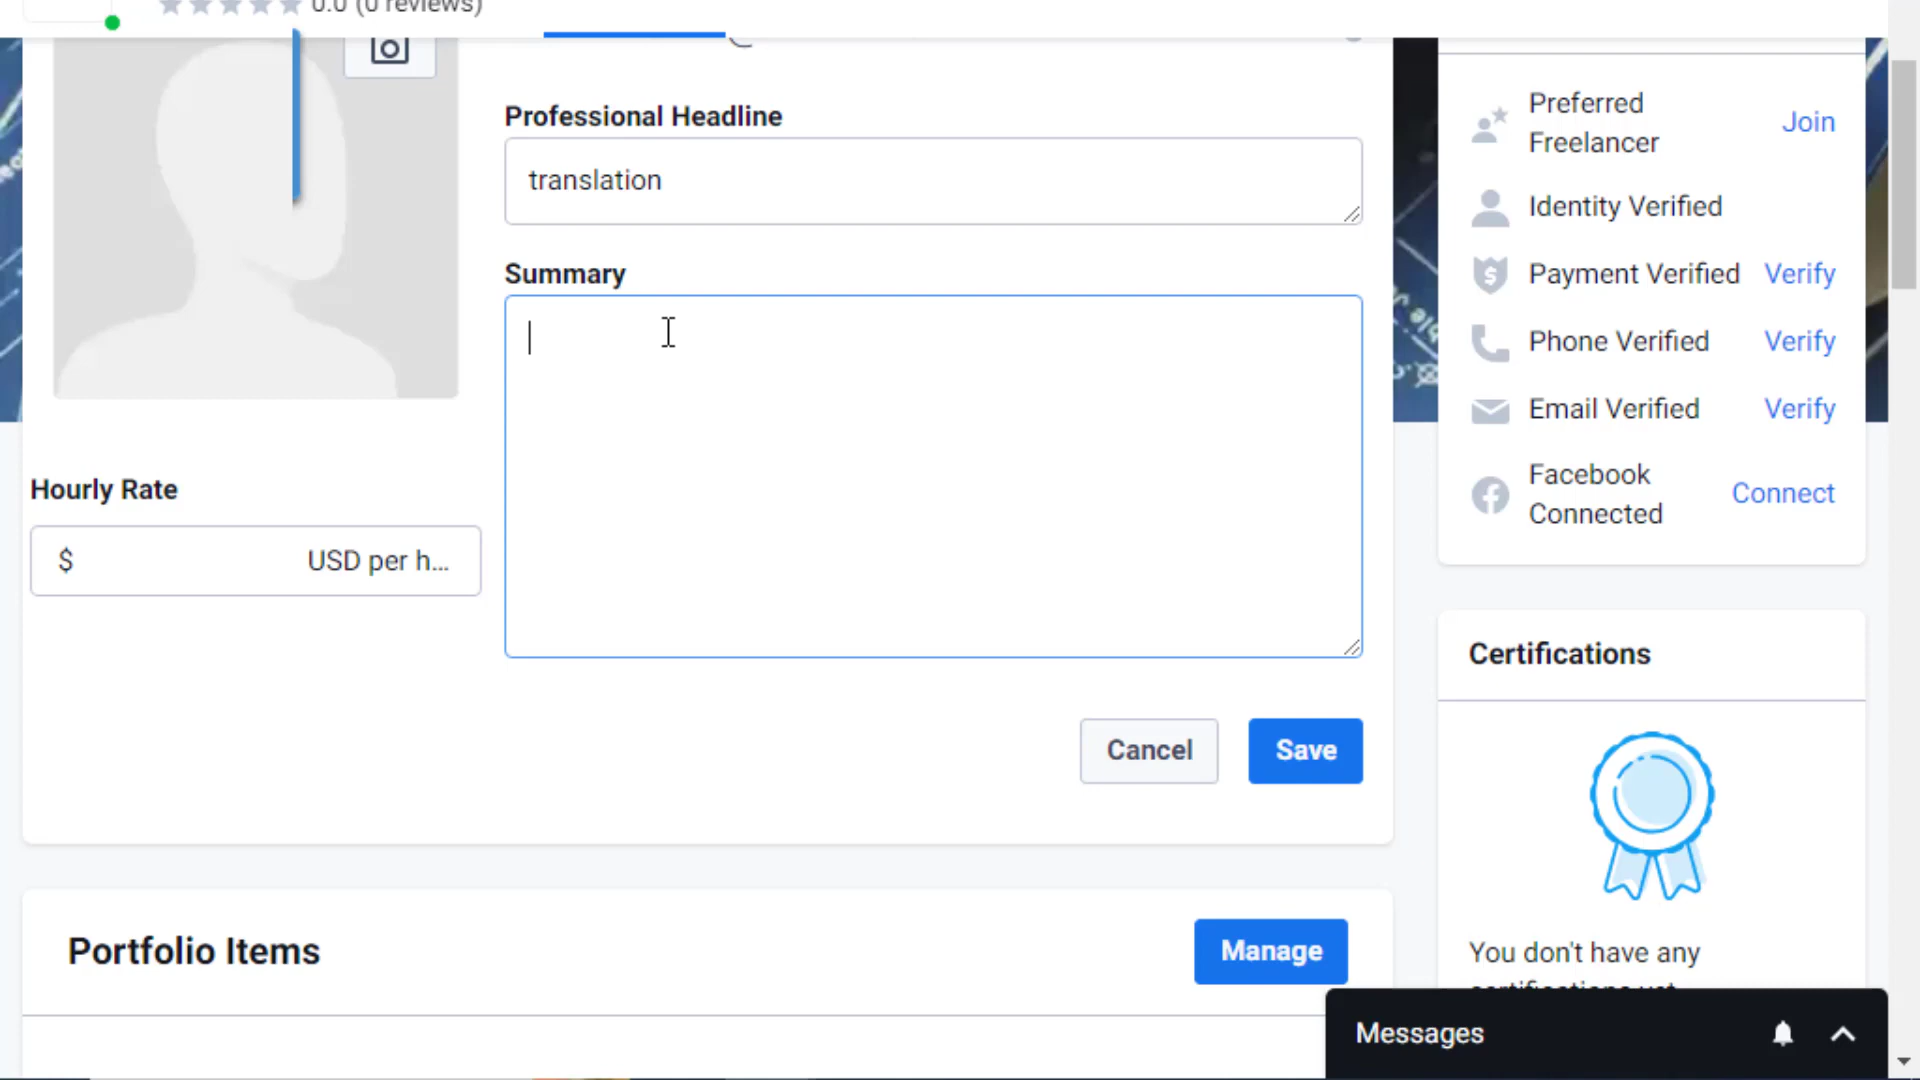 0.0 (0 reviews)
Professional Headline
translation
Summary
Hourly Rate
$ USD per h...
Cancel
Save
Portfolio Items
Manage
Preferred
Freelancer
Join
Identity Verified
Payment Verified
Verify
Phone Verified
Verify
Email Verified
Verify
Facebook
Connected
Connect
Certifications
You don't have any
certifications yet
Messages